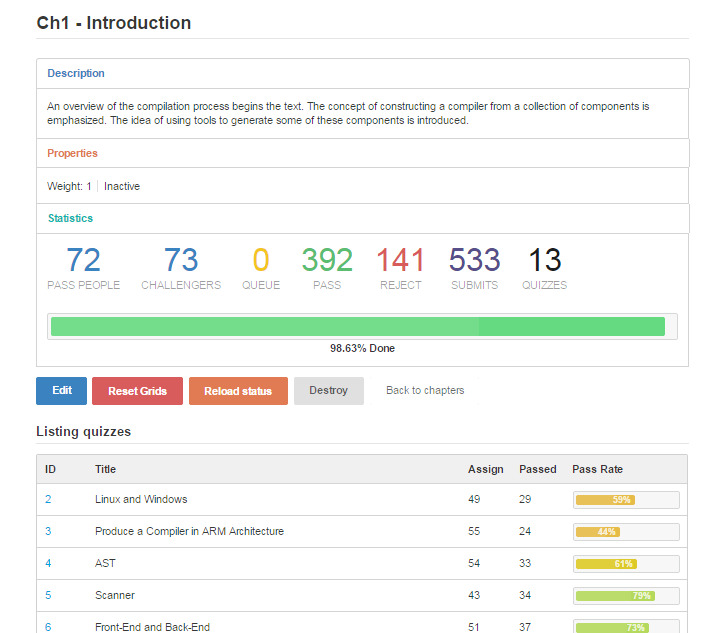 Ch1 - Introduction
Description
An overview of the compilation process begins the text. The concept of constructing a compiler from a collection of components is
emphasized. The idea of using tools to generate some of these components is introduced.
Properties
Weight: 1 | Inactive
Statistics
72 73 0 392 141 533 13
PASS PEOPLE CHALLENGERS QUEUE PASS REJECT SUBMITS QUIZZES
98.63% Done
Edit Reset Grids Reload status Destroy Back to chapters
Listing quizzes
ID Title Assign Passed Pass Rate
2 Linux and Windows 49 29 59%
3 Produce a Compiler in ARM Architecture 55 24 44%
4 AST 54 33 61%
5 Scanner 43 34 79%
6 Front-End and Back-End 51 37 73%